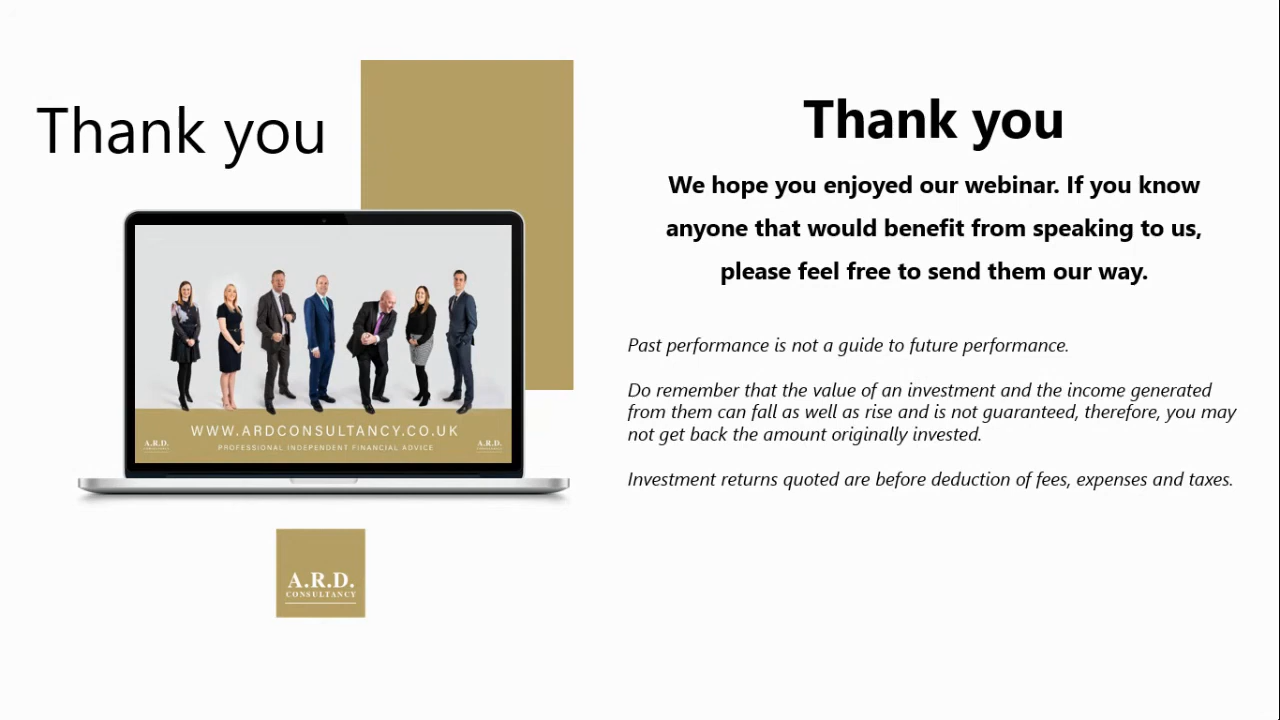 Thank you
WWW.ARDCONSULTANCY.CO.UK
A.R.D.
A.R.D.
PROFESSIONAL INDEPENDENT FINANCIAL ADVICE
A.R.D.
CONSULTANCY
Thank you
We hope you enjoyed our webinar. If you know
anyone that would benefit from speaking to us,
please feel free to send them our way.
Past performance is not a guide to future performance.
Do remember that the value of an investment and the income generated
from them can fall as well as rise and is not guaranteed, therefore, you may
not get back the amount originally invested.
Investment returns quoted are before deduction of fees, expenses and taxes.